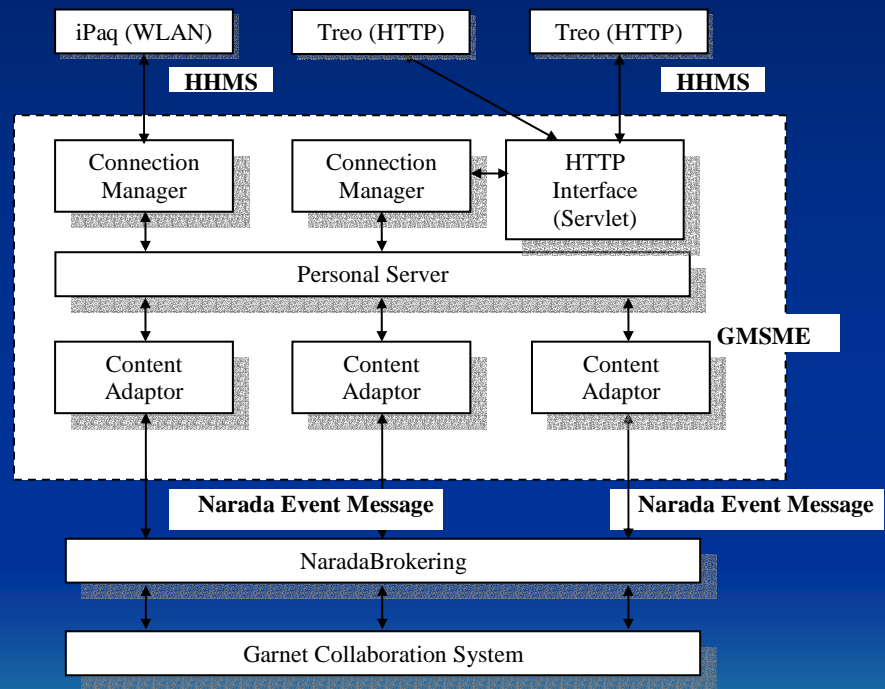 iPaq (WLAN)
Treo (HTTP)
Treo (HTTP)
HHMS
HHMS
Connection
Manager
Connection
Manager
HTTP
Interface
(Servlet)
Personal Server
GMSME
Content
Adaptor
Content
Adaptor
Content
Adaptor
Narada Event Message
Narada Event Message
NaradaBrokering
Garnet Collaboration System